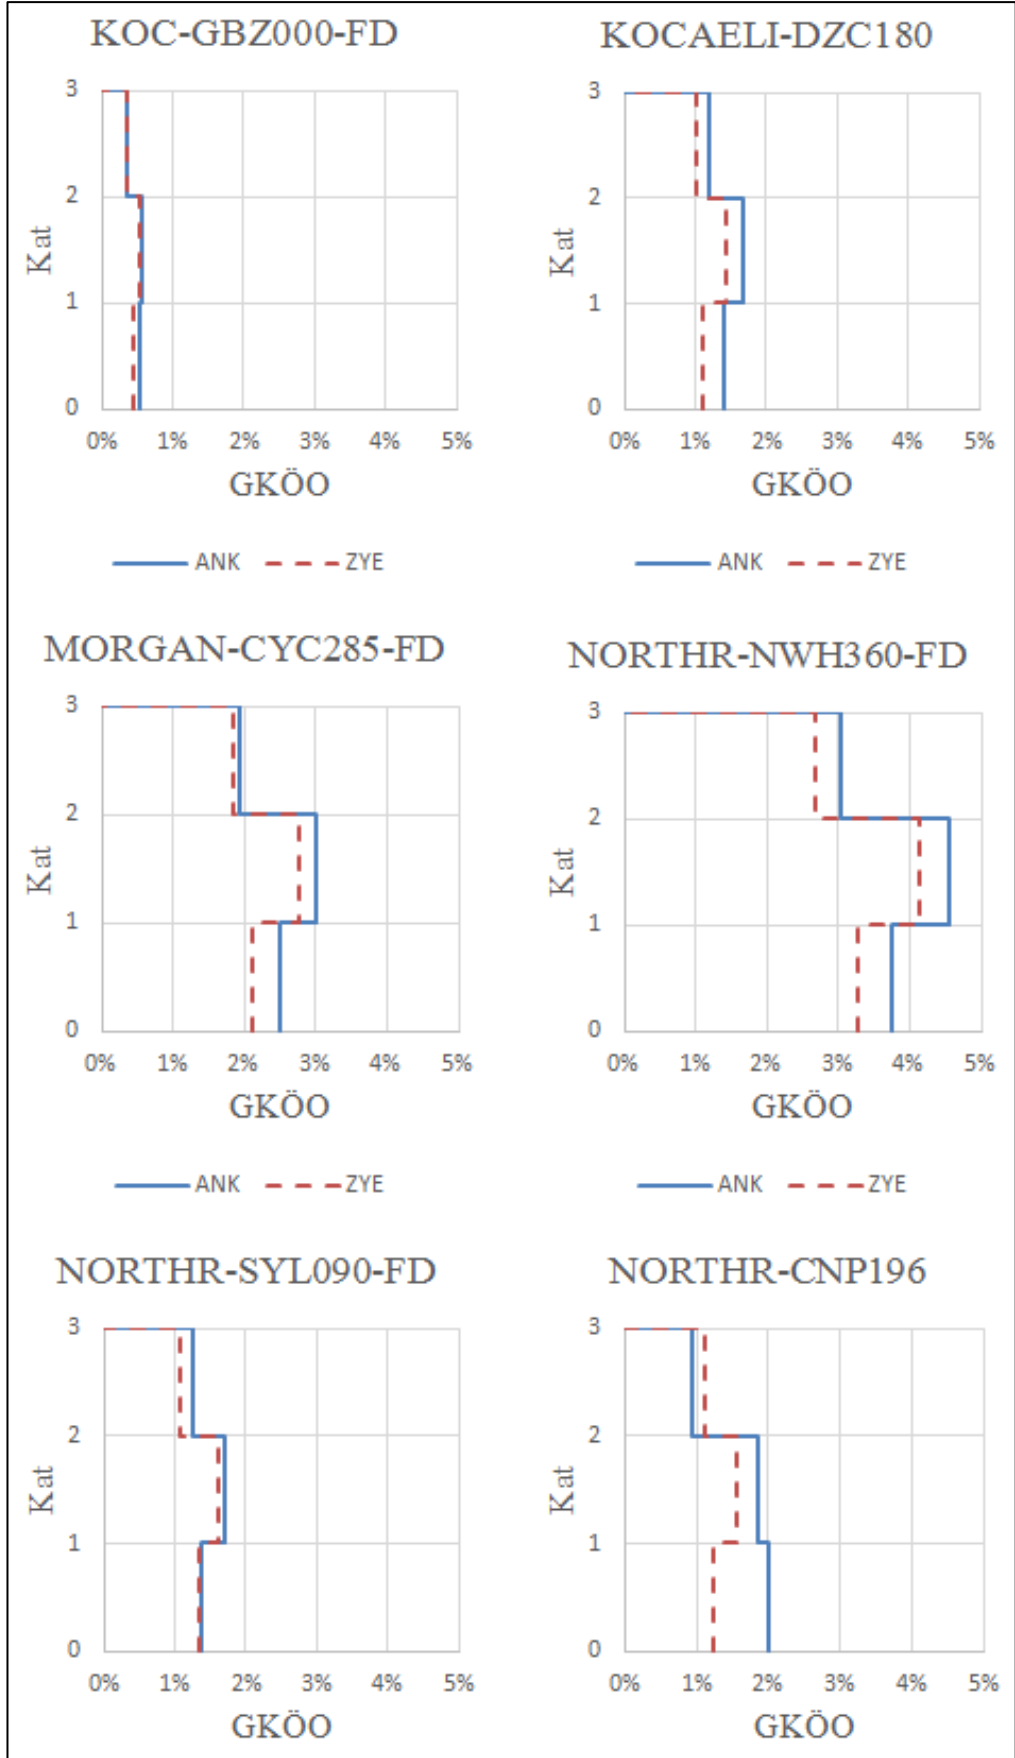 KOC-GBZ000-FD
3
2
1
0
Kat
0% 1% 2% 3% 4% 5%
GKÖO
ANK ZYE
KOCAELI-DZC180
3
2
1
0
Kat
0% 1% 2% 3% 4% 5%
GKÖO
ANK ZYE
MORGAN-CYC285-FD
3
2
1
0
Kat
0% 1% 2% 3% 4% 5%
GKÖO
ANK ZYE
NORTHR-NWH360-FD
3
2
1
0
Kat
0% 1% 2% 3% 4% 5%
GKÖO
ANK ZYE
NORTHR-SYL090-FD
3
2
1
0
Kat
0% 1% 2% 3% 4% 5%
GKÖO
NORTHR-CNP196
3
2
1
0
Kat
0% 1% 2% 3% 4% 5%
GKÖO